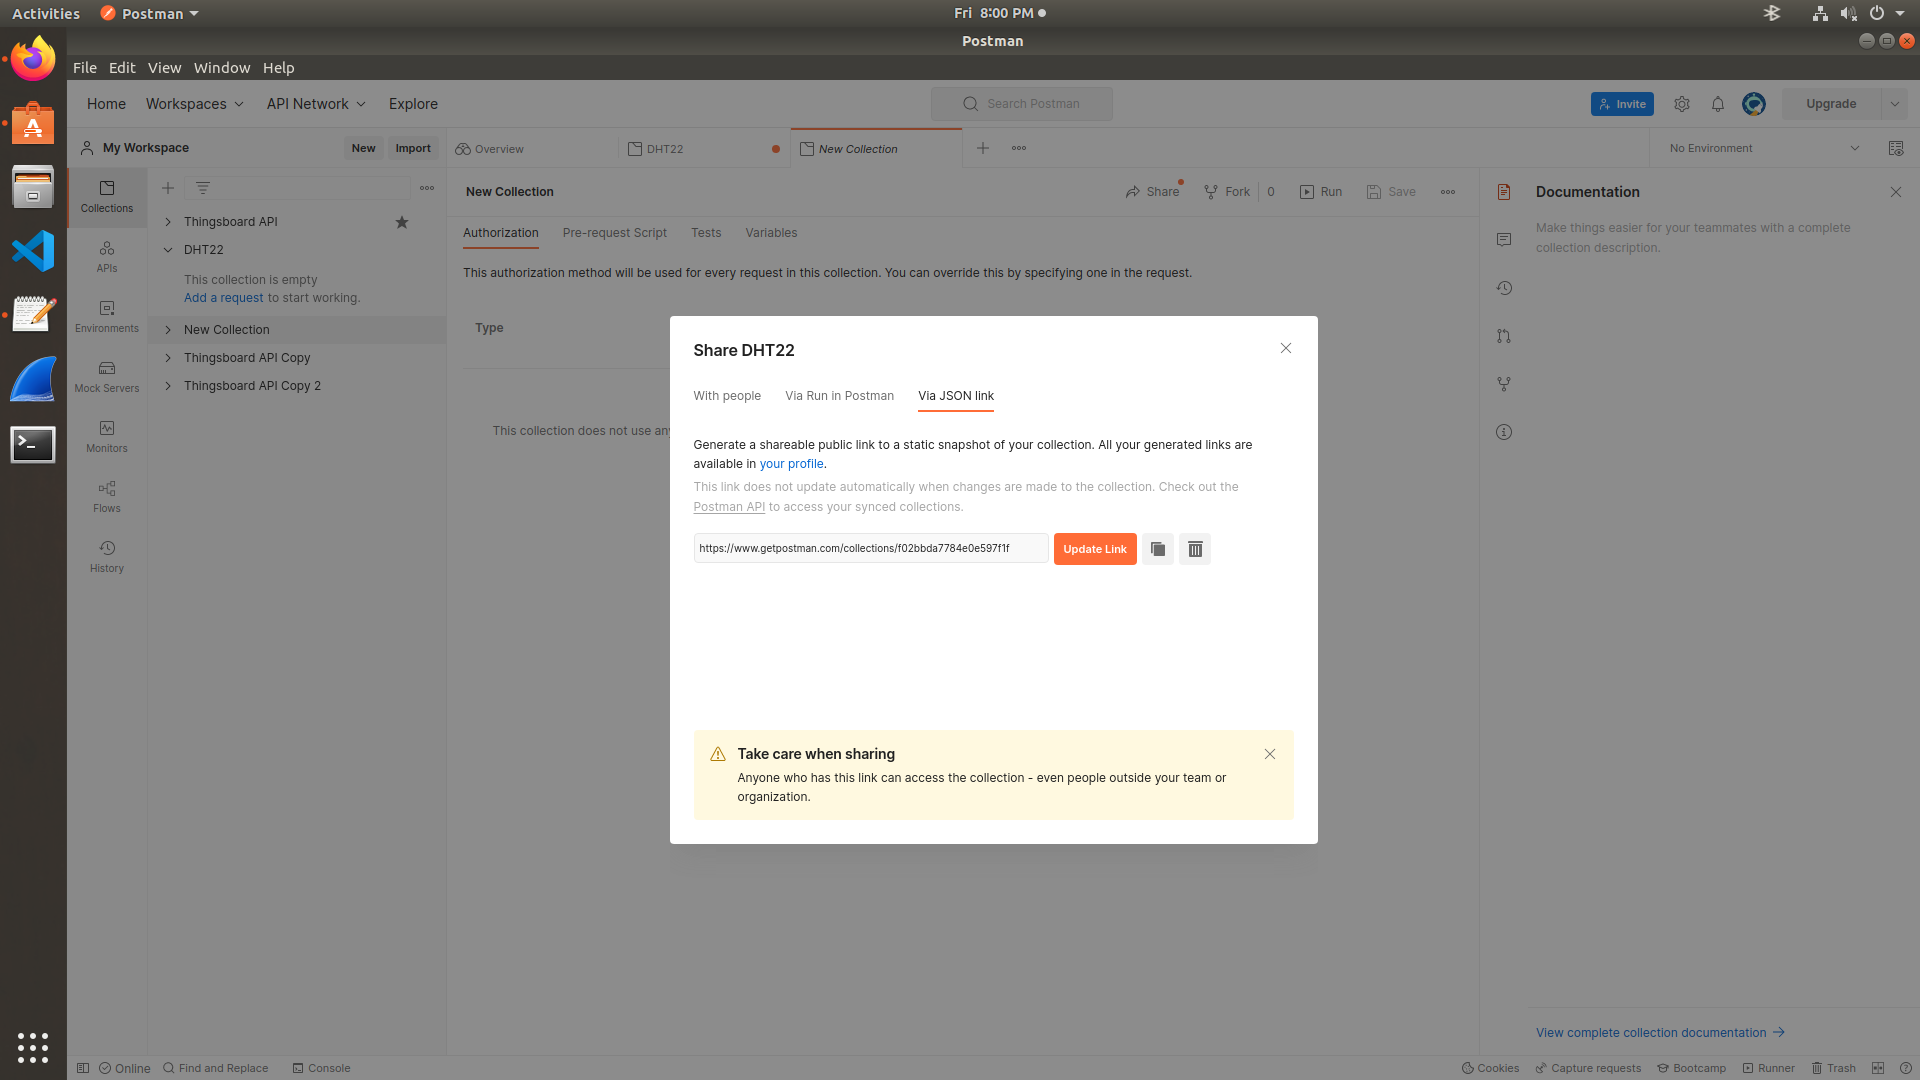 Activities Postman Fri 8:00 PM
Postman
File Edit View Window Help
Home Workspaces API Network Explore Search Postman Invite Upgrade
My Workspace New Import Overview DHT22 New Collection No Environment
Collections
APIs
Environments
Mock Servers
Monitors
Flows
History
Thingsboard API
DHT22
This collection is empty
Add a request to start working.
New Collection
Thingsboard API Copy
Thingsboard API Copy 2
New Collection Share Fork 0 Run Save
Authorization Pre-request Script Tests Variables
This authorization method will be used for every request in this collection. You can override this by specifying one in the request.
Type
This collection does not use any
Share DHT22
With people Via Run in Postman Via JSON link
Generate a shareable public link to a static snapshot of your collection. All your generated links are
available in your profile.
This link does not update automatically when changes are made to the collection. Check out the
Postman API to access your synced collections.
https://www.getpostman.com/collections/f02bbda7784e0e597f1f Update Link
Take care when sharing
Anyone who has this link can access the collection - even people outside your team or
organization.
Documentation
Make things easier for your teammates with a complete
collection description.
View complete collection documentation
Online Find and Replace Console Cookies Capture requests Bootcamp Runner Trash